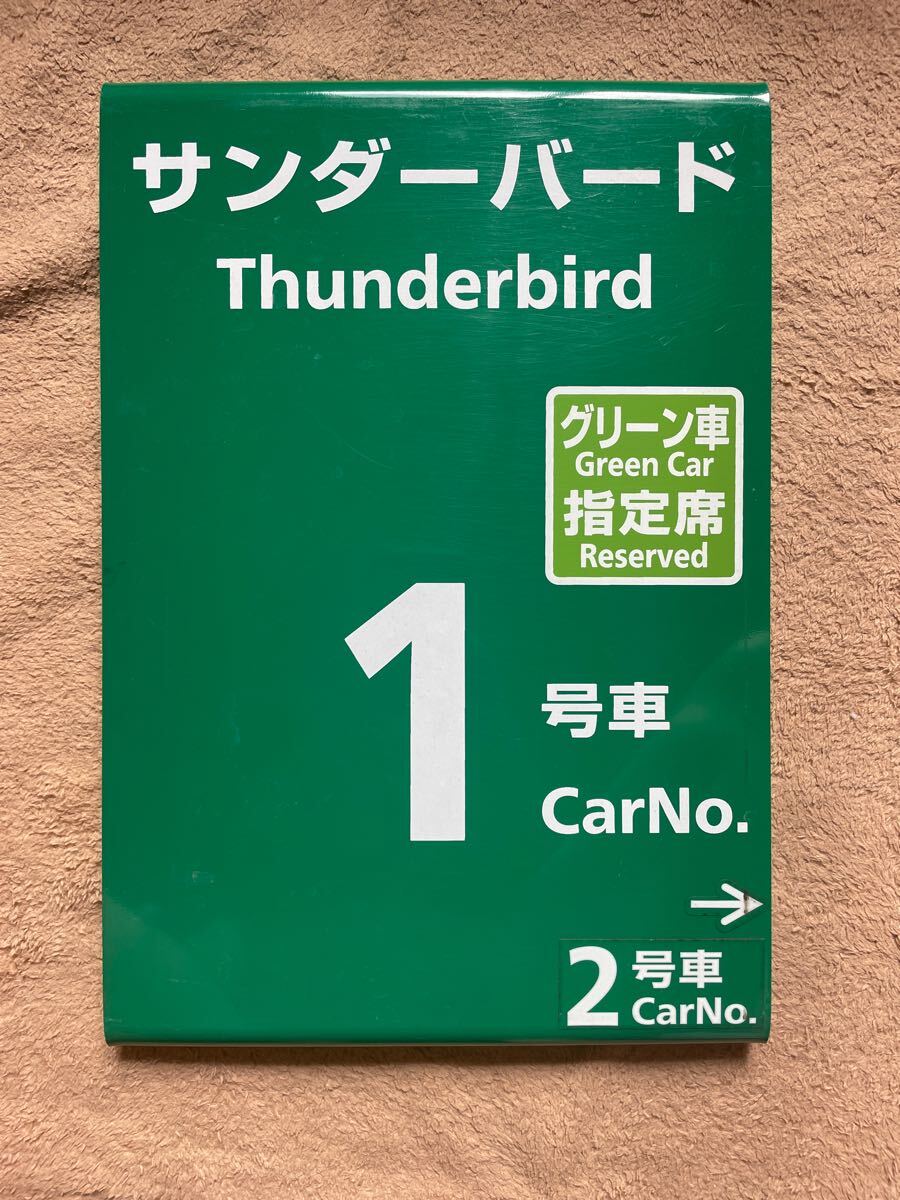 サンダーバード
Thunderbird
グリーン車
Green Car
指定席
Reserved
1
号車
CarNo.
→
2 号車
CarNo.